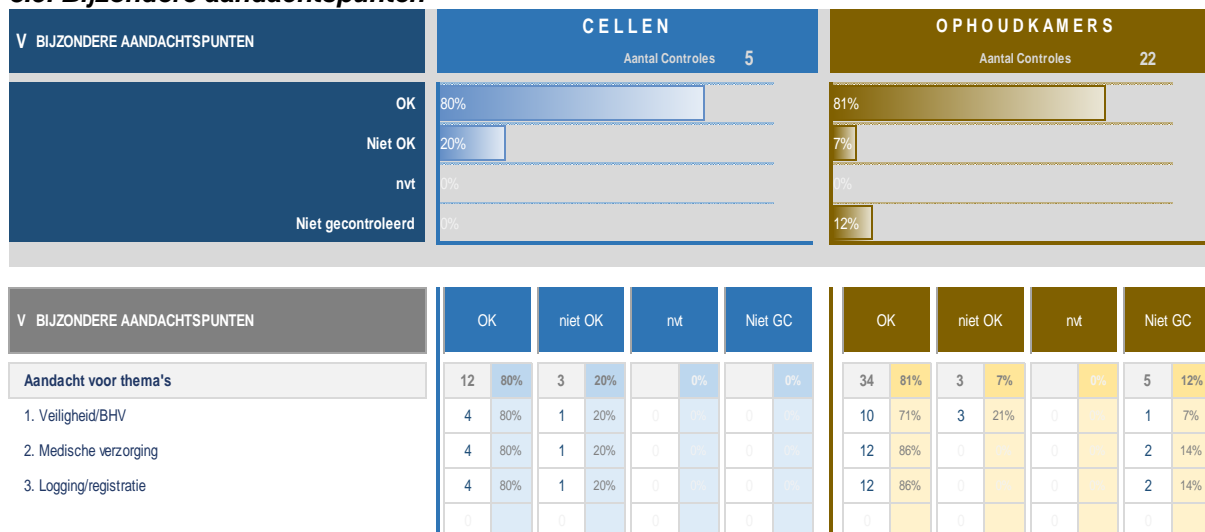 5.5. Bijzondere aandachtspunten
V BIJZONDERE AANDACHTSPUNTEN CELLEN OPHOUDKAMERS
Aantal Controles 5 Aantal Controles 22
OK 80% 81%
Niet OK 20% 7%
nvt 0% 0%
Niet gecontroleerd 0% 12%
V BIJZONDERE AANDACHTSPUNTEN OK niet OK nvt Niet GC OK niet OK nvt Niet GC
Aandacht voor thema's 12 80% 3 20% 0% 0% 34 81% 3 7% 0% 5 12%
1. Veiligheid/BHV 4 80% 1 20% 0 0% 0 0% 10 71% 3 21% 0 0% 1 7%
2. Medische verzorging 4 80% 1 20% 0 0% 0 0% 12 86% 0 0% 0 0% 2 14%
3. Logging/registratie 4 80% 1 20% 0 0% 0 0% 12 86% 0 0% 0 0% 2 14%
0 0 0 0 0 0 0 0